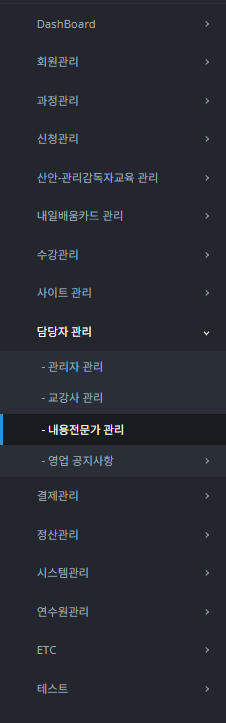 DashBoard
회원관리
과정관리
신청관리
산안-관리감독자교육 관리
내일배움카드 관리
수강관리
사이트 관리
담당자 관리
- 관리자 관리
- 교강사 관리
- 내용전문가 관리
- 영업 공지사항
결제관리
정산관리
시스템관리
연수원관리
ETC
테스트